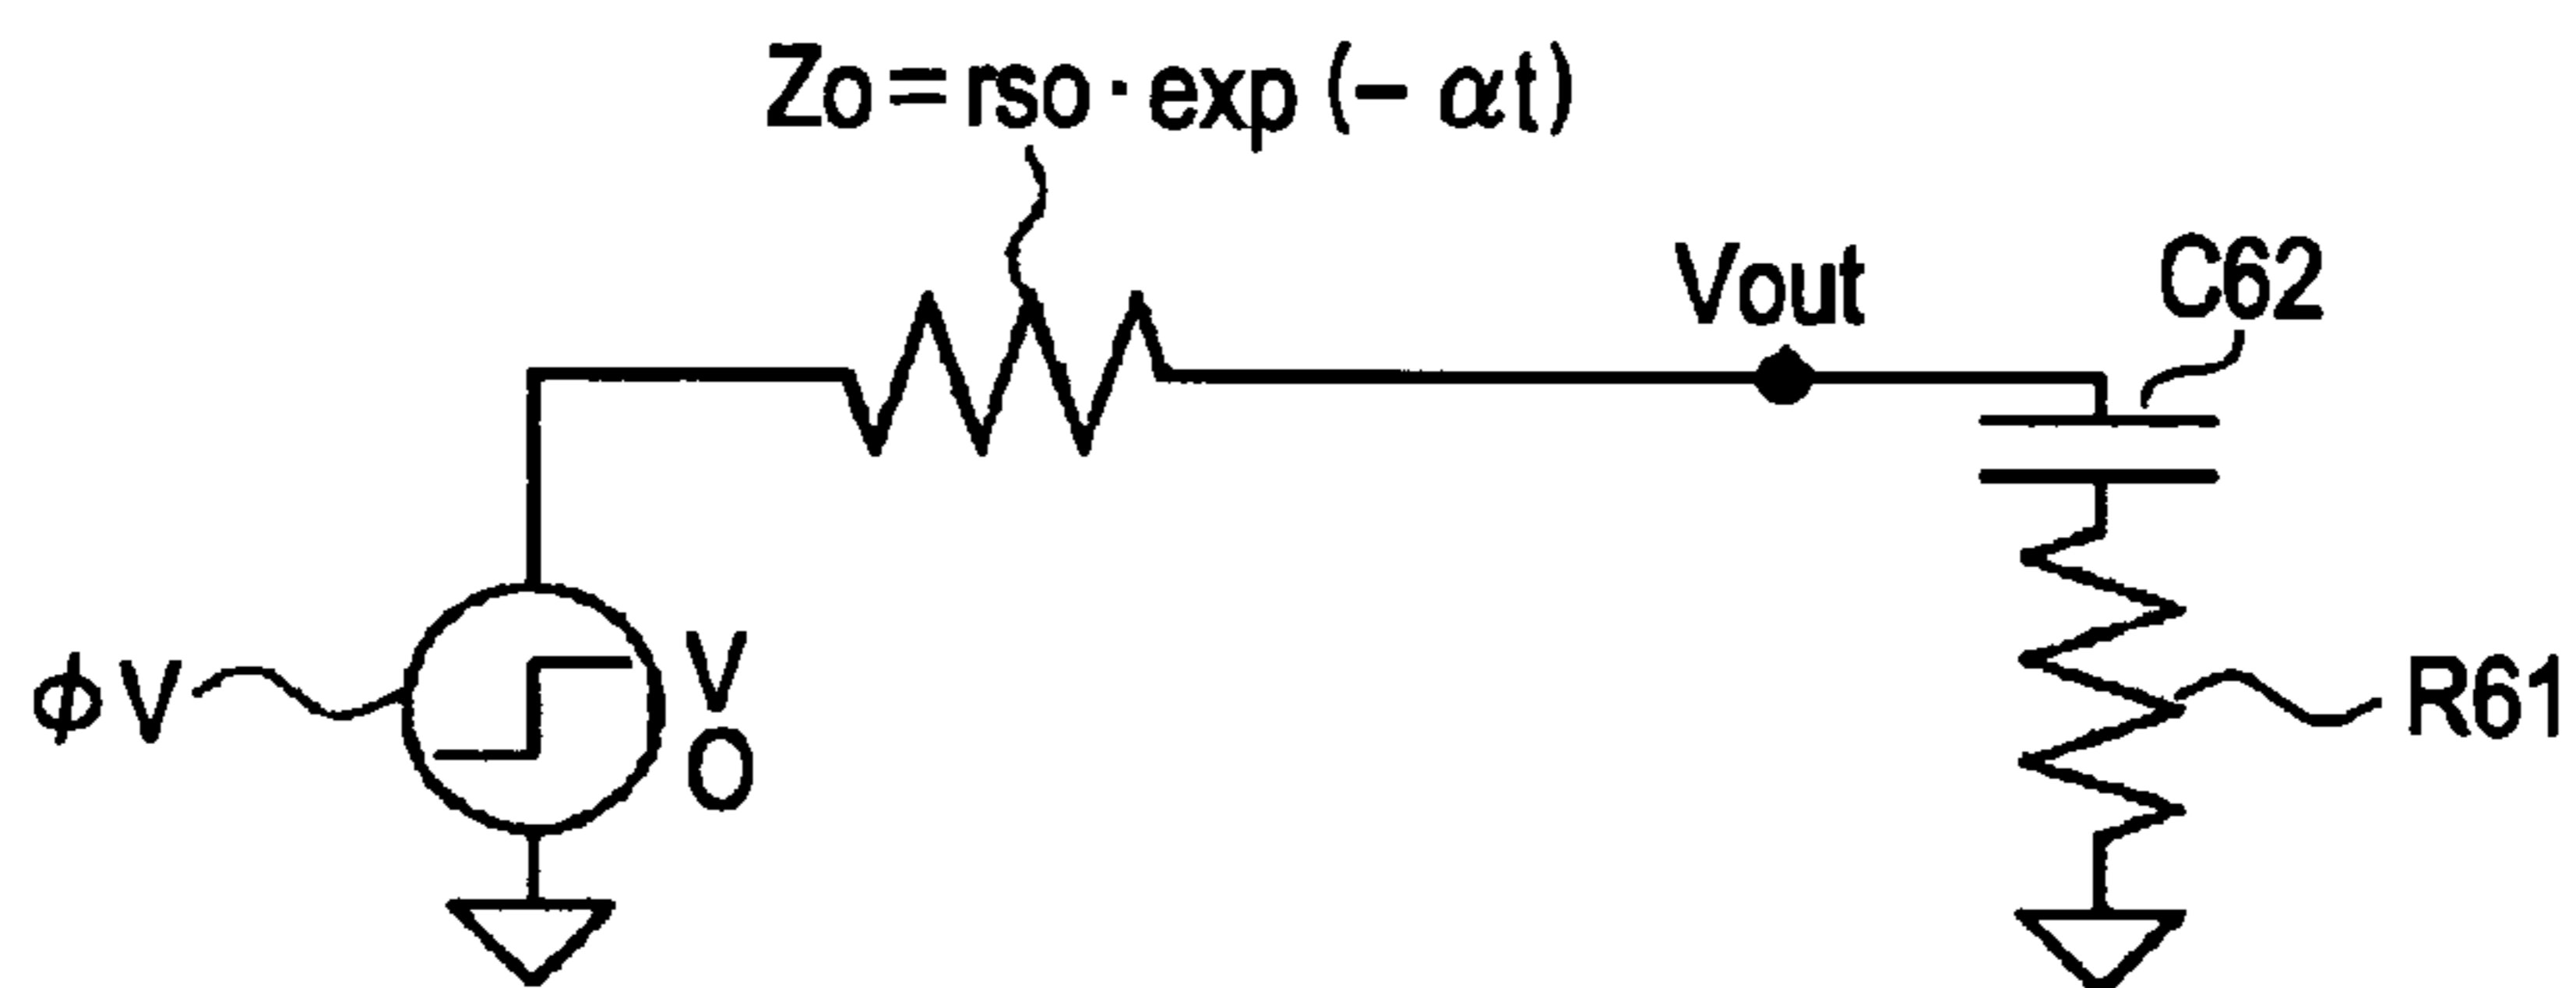 Zo=rso·exp(-αt)
Vout
C62
φV
V
O
R61